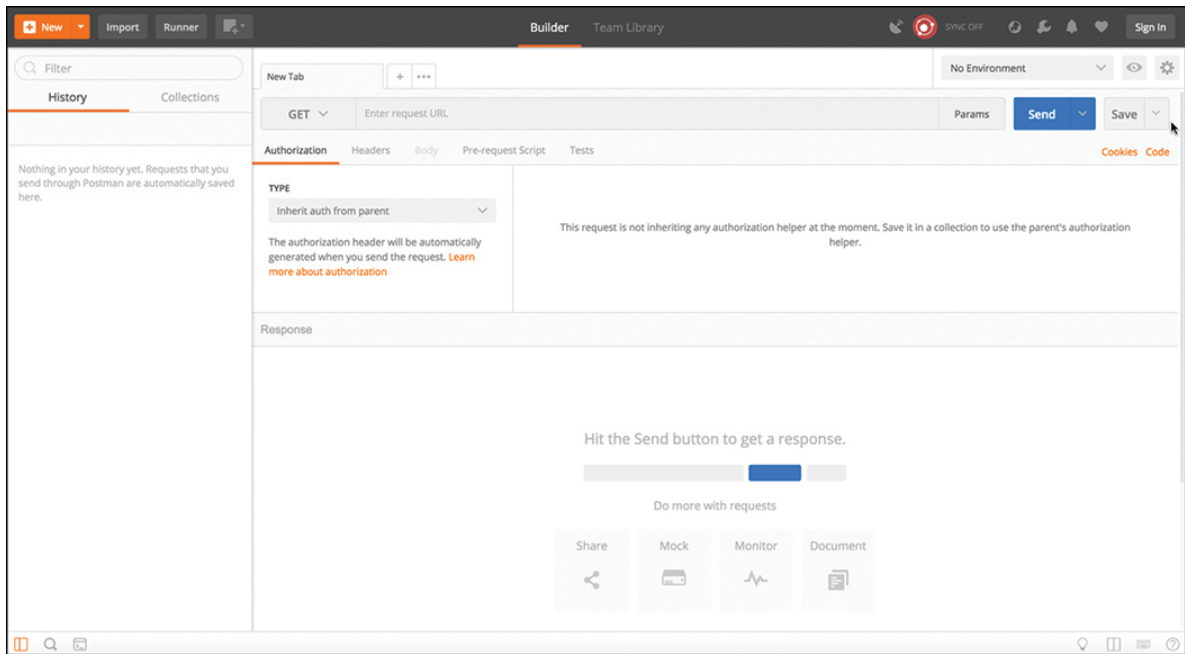 New
Import
Runner
Builder
Team Library
SYNC OFF
Sign In
Filter
History
Collections
Nothing in your history yet. Requests that you
send through Postman are automatically saved
here.
New Tab
No Environment
GET
Enter request URL
Params
Send
Save
Authorization
Headers
Body
Pre-request Script
Tests
Cookies
Code
TYPE
Inherit auth from parent
The authorization header will be automatically
generated when you send the request. Learn
more about authorization
This request is not inheriting any authorization helper at the moment. Save it in a collection to use the parent's authorization
helper.
Response
Hit the Send button to get a response.
Do more with requests
Share
Mock
Monitor
Document